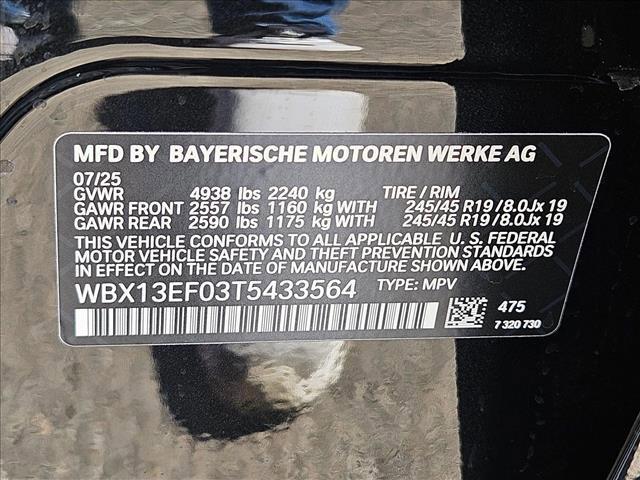 MFD BY BAYERISCHE MOTOREN WERKE AG
07/25
GVWR 4938 lbs 2240 kg TIRE / RIM
GAWR FRONT 2557 lbs 1160 kg WITH 245/45 R19/8.0Jx 19
GAWR REAR 2590 lbs 1175 kg WITH 245/45 R19/8.0Jx 19
THIS VEHICLE CONFORMS TO ALL APPLICABLE U. S. FEDERAL
MOTOR VEHICLE SAFETY AND THEFT PREVENTION STANDARDS
IN EFFECT ON THE DATE OF MANUFACTURE SHOWN ABOVE.
WBX13EF03T5433564 TYPE: MPV
475
7 320 730